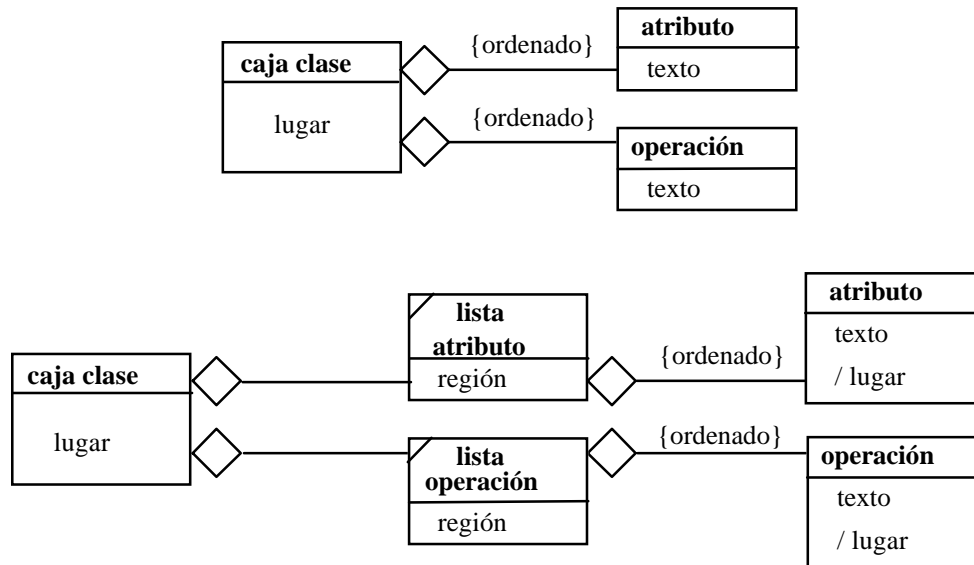 caja clase
lugar
{ordenado}
atributo
texto
{ordenado}
operación
texto
caja clase
lugar
lista
atributo
región
{ordenado}
atributo
texto
/ lugar
lista
operación
región
{ordenado}
operación
texto
/ lugar